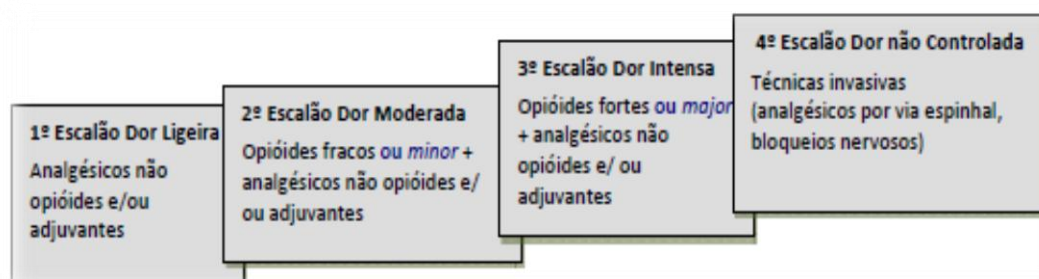 1º Escalão Dor Ligeira
Analgésicos não
opióides e/ou
adjuvantes
2º Escalão Dor Moderada
Opióides fracos ou minor +
analgésicos não opióides e/
ou adjuvantes
3º Escalão Dor Intensa
Opióides fortes ou major
+ analgésicos não
opióides e/ ou
adjuvantes
4º Escalão Dor não Controlada
Técnicas invasivas
(analgésicos por via espinhal,
bloqueios nervosos)